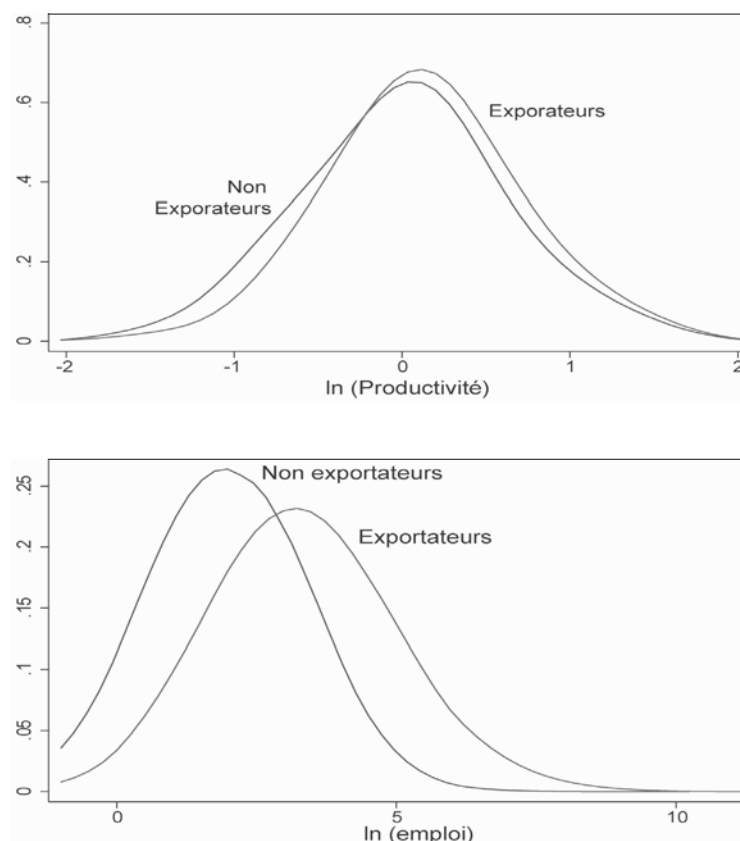 .8
.6
Exporateurs
.4
Non
Exporateurs
.2
0
-2
-1
0
1
2
ln (Productivité)
Non exportateurs
.25
Exportateurs
.2
.15
.1
.05
0
0
5
10
ln (emploi)